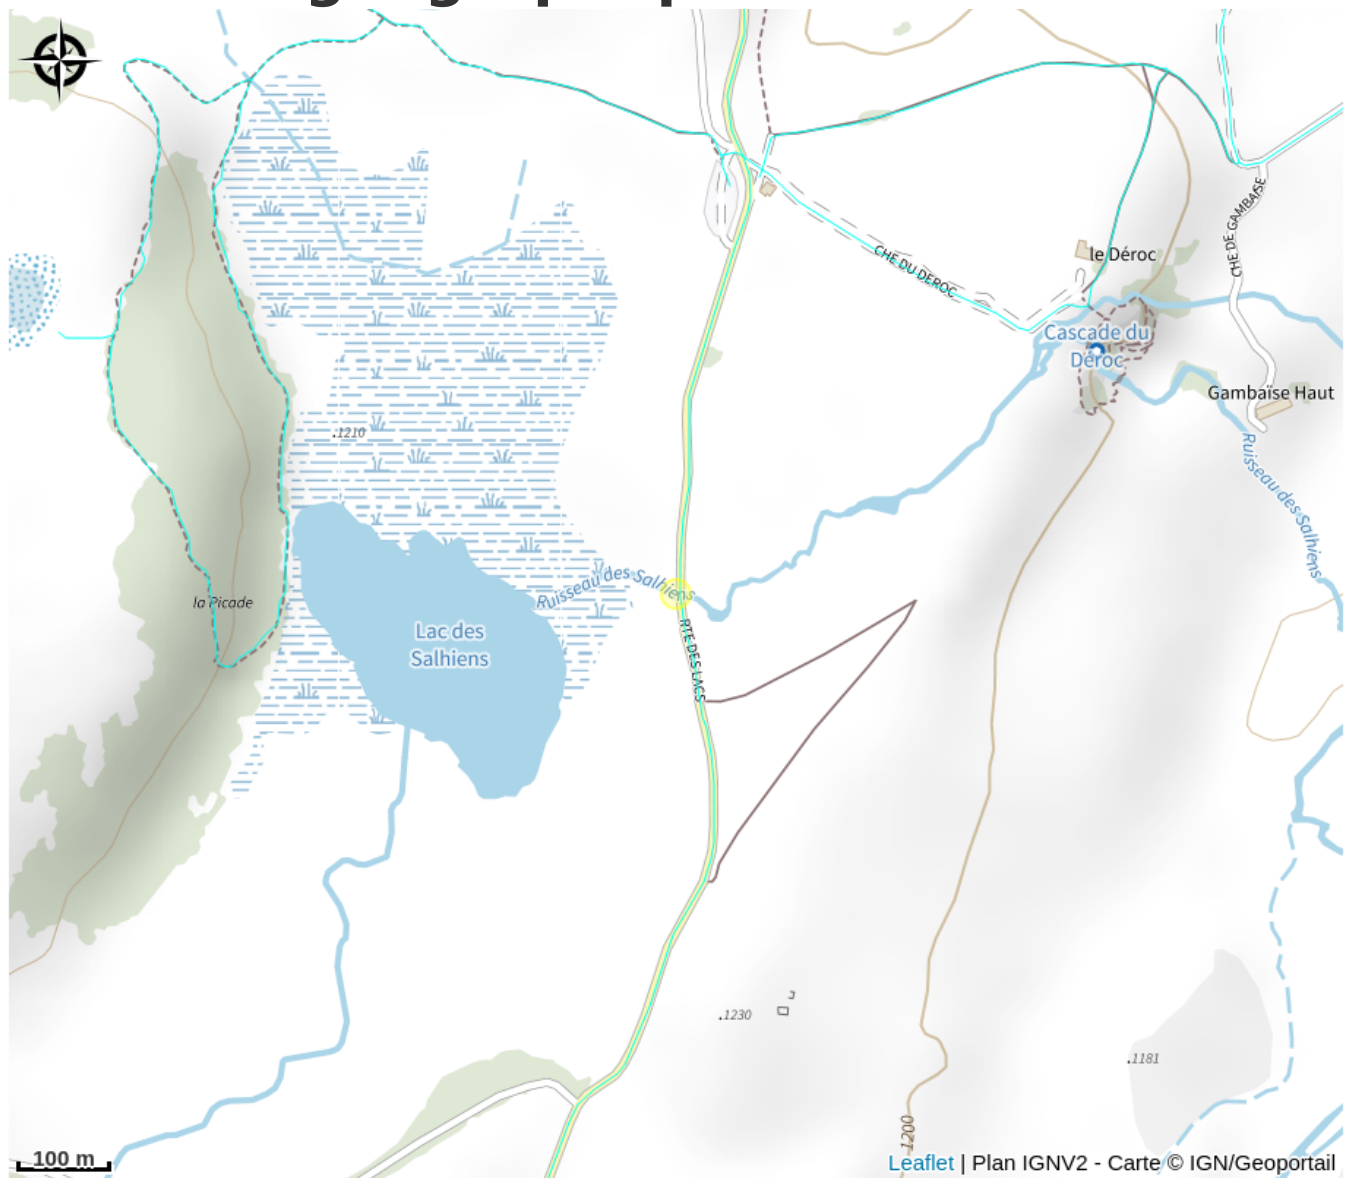 CHE DE GAMBAÏSE
CHE DU DEROC
le Déroc
Cascade du
Déroc
Gambaïse Haut
.1210
Ruisseau des Salhiens
Ruisseau des Salhiens
la Picade
Lac des
Salhiens
RTE DES LACS
.1230
.1181
1200
100 m
Leaflet | Plan IGNV2 - Carte © IGN/Geoportail